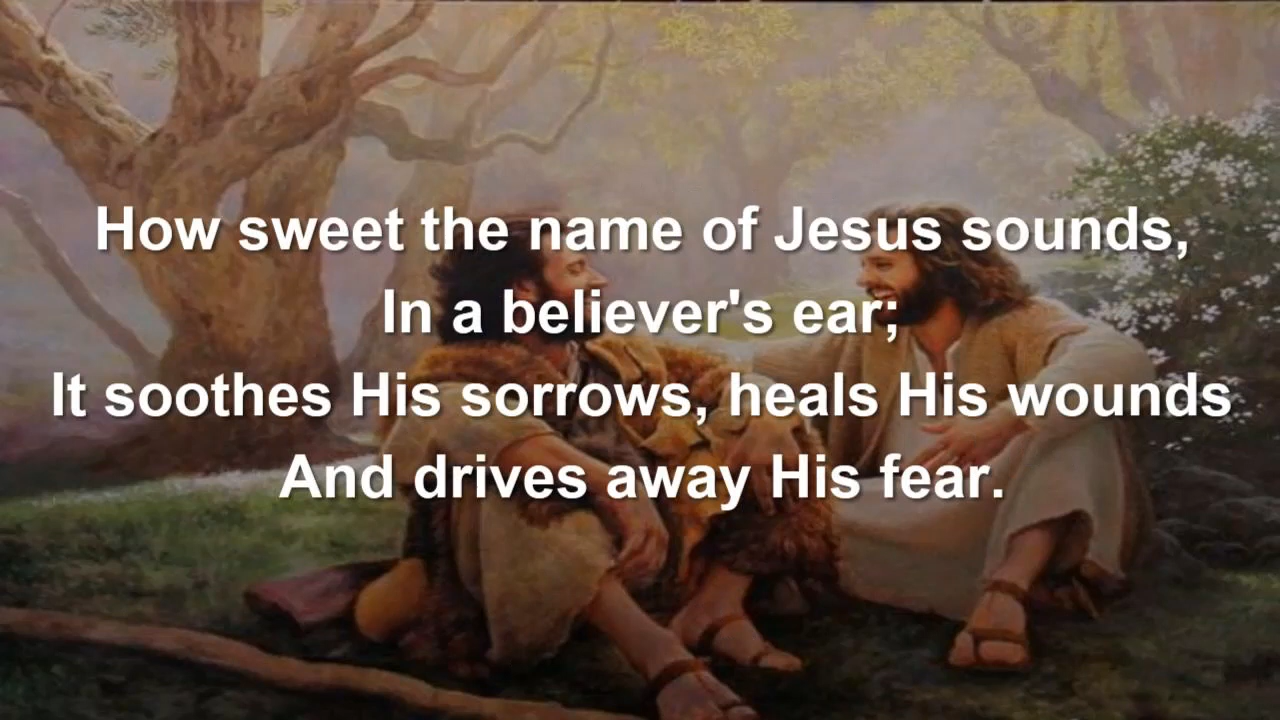 How sweet the name of Jesus sounds,
In a believer's ear;
It soothes His sorrows, heals His wounds
And drives away His fear.